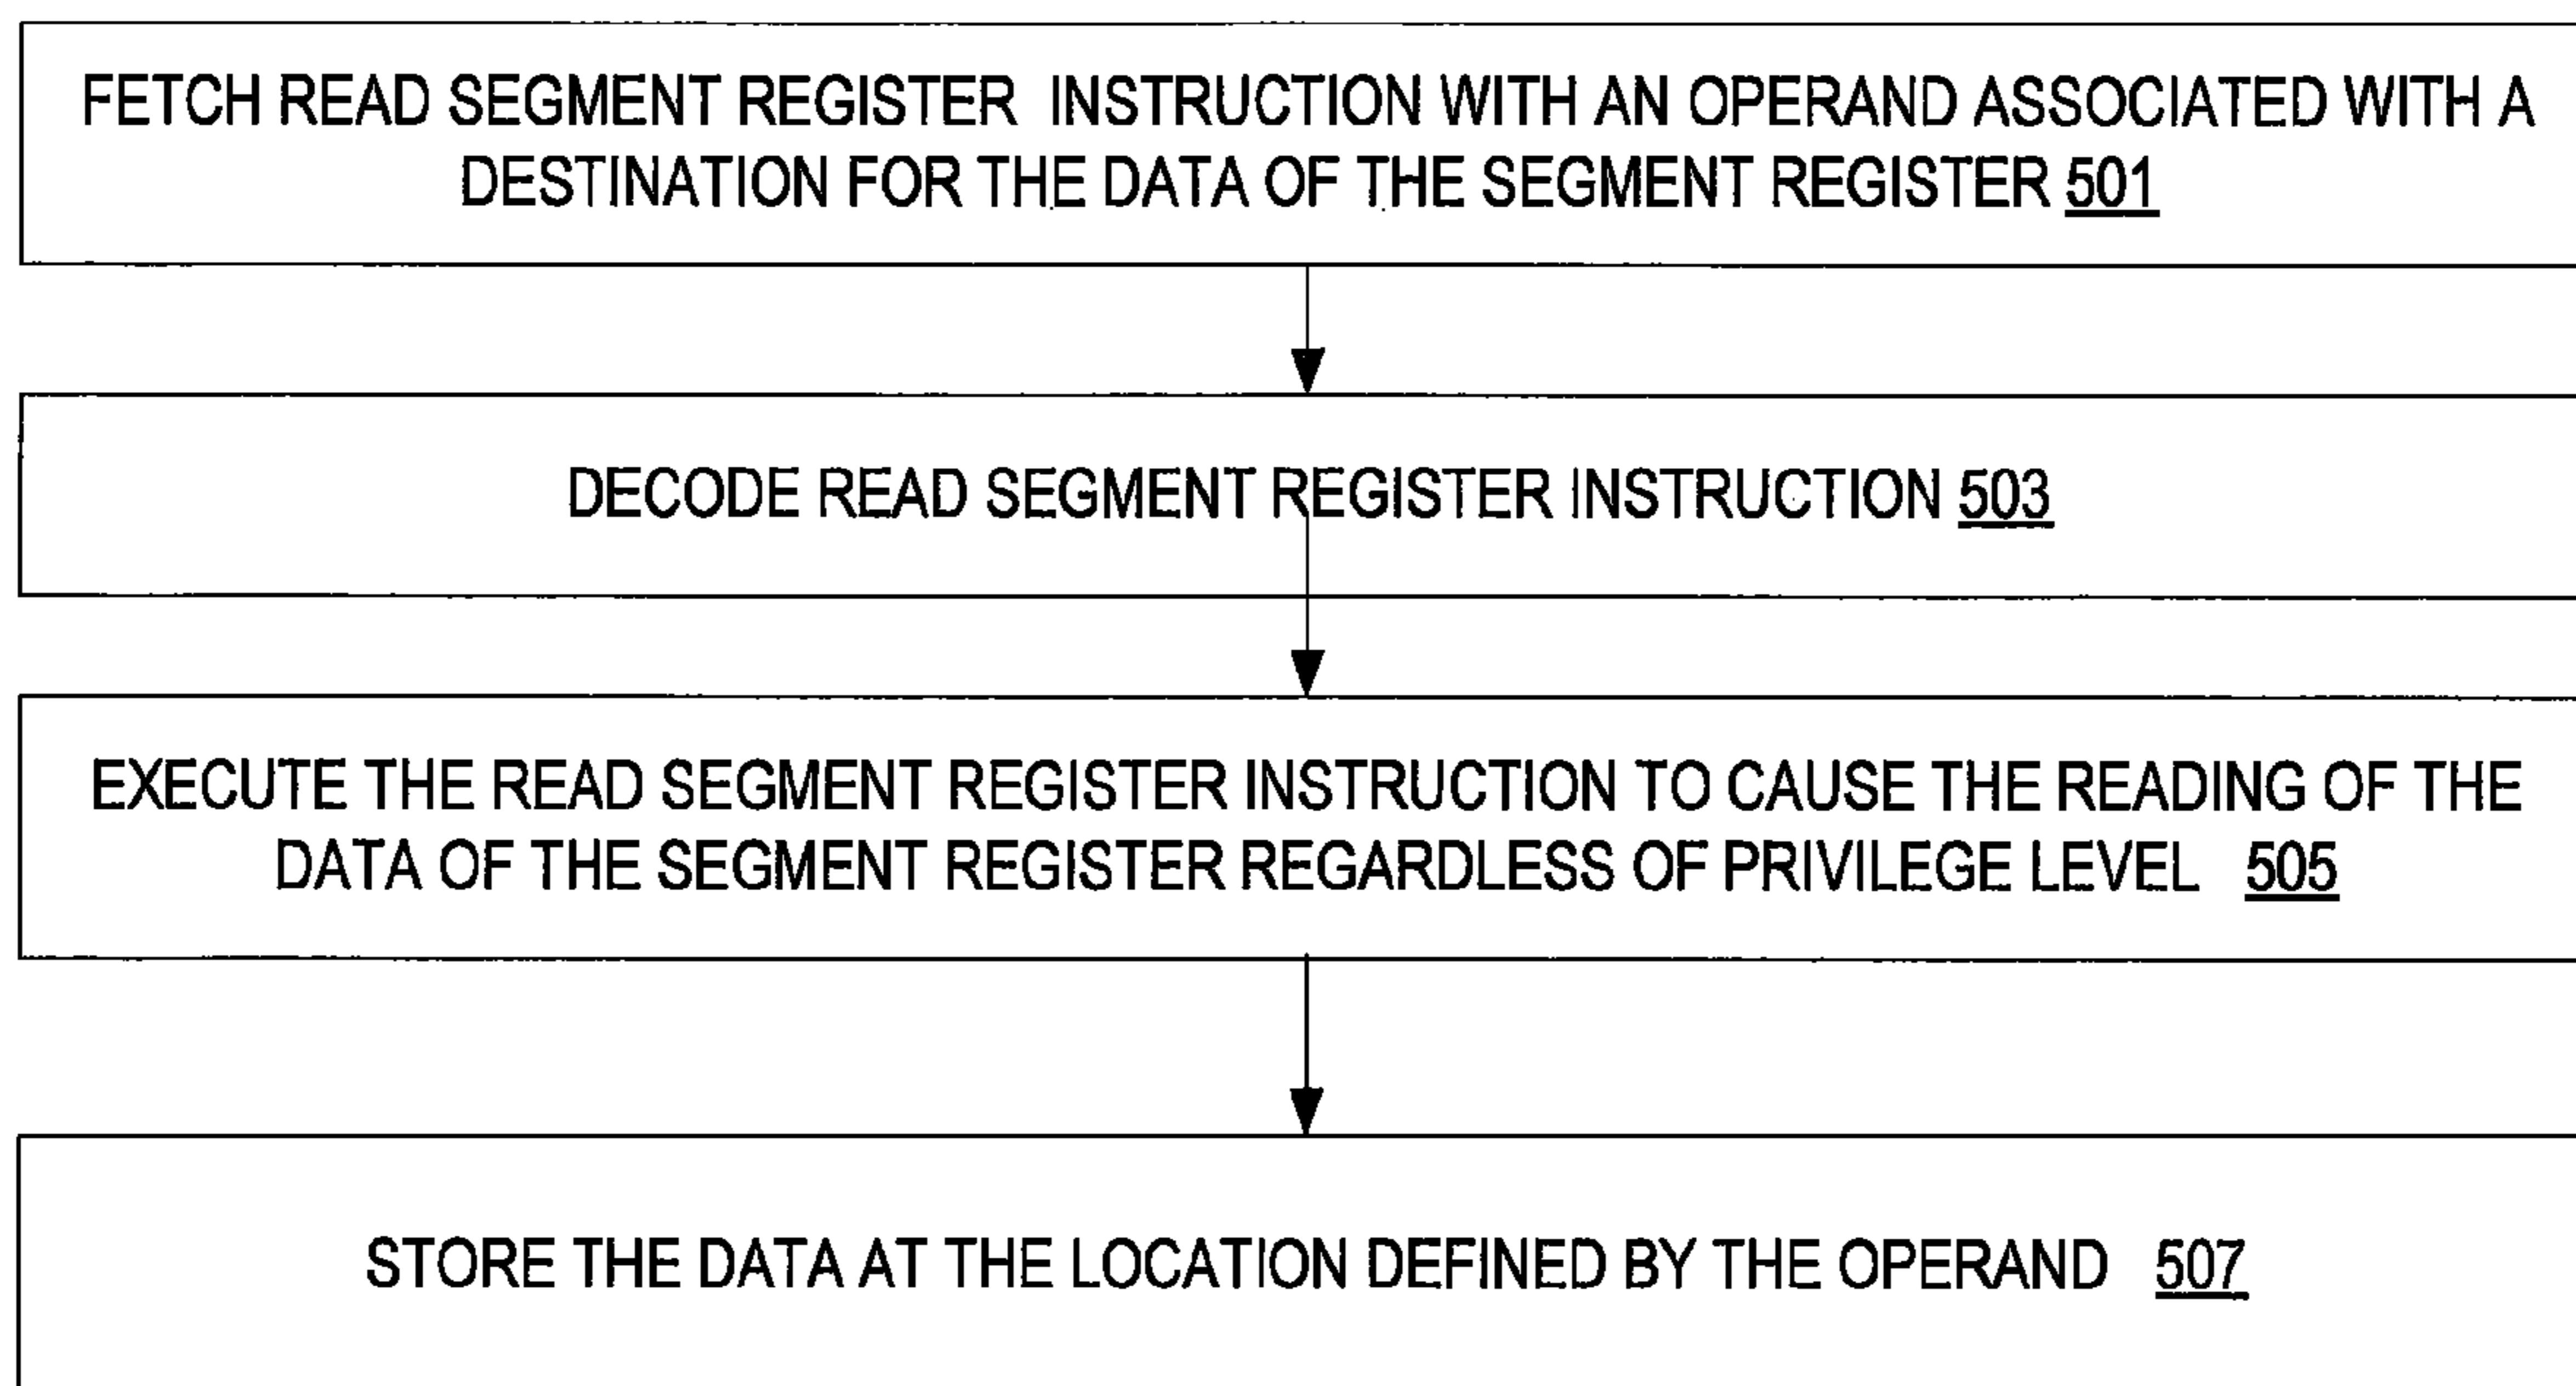 FETCH READ SEGMENT REGISTER INSTRUCTION WITH AN OPERAND ASSOCIATED WITH A
DESTINATION FOR THE DATA OF THE SEGMENT REGISTER 501
DECODE READ SEGMENT REGISTER INSTRUCTION 503
EXECUTE THE READ SEGMENT REGISTER INSTRUCTION TO CAUSE THE READING OF THE
DATA OF THE SEGMENT REGISTER REGARDLESS OF PRIVILEGE LEVEL 505
STORE THE DATA AT THE LOCATION DEFINED BY THE OPERAND 507